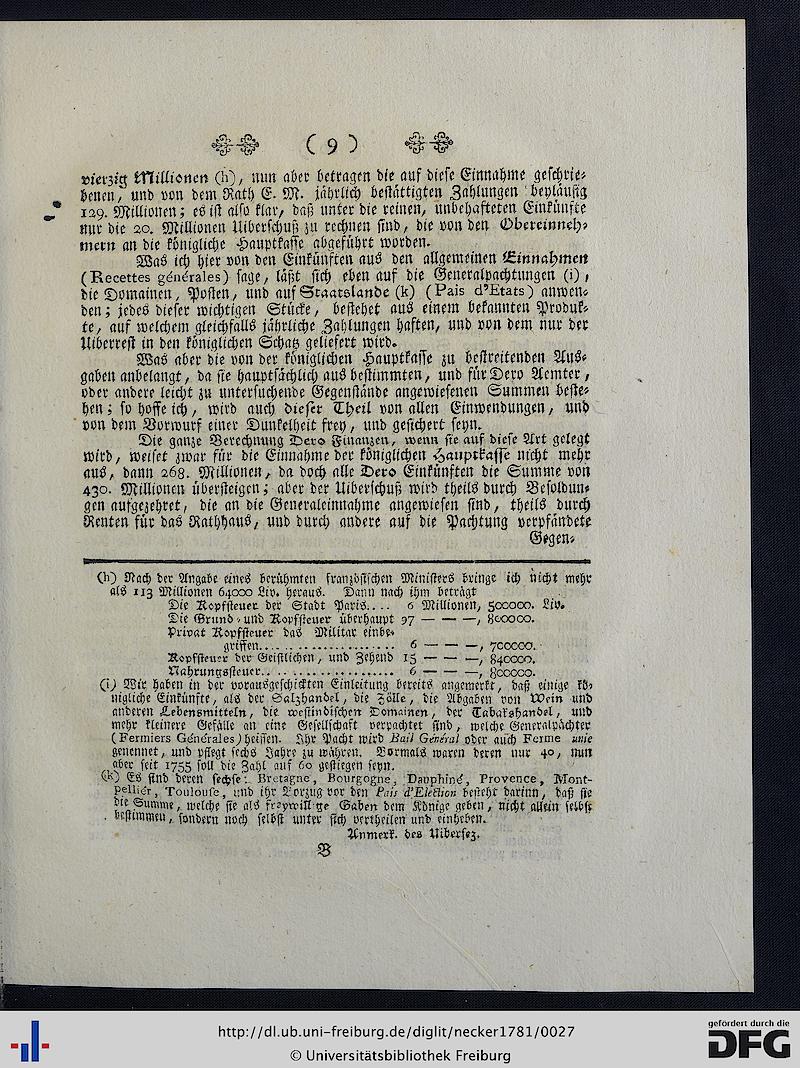 ( 9 )
vierzig Millionen (h), nun aber betragen die auf diese Einnahme geschrie-
benen, und von dem Rath E. M. jährlich bestättigten Zahlungen beyläufig
129. Millionen; es ist also klar, daß unter die reinen, unbehafteten Einkünfte
nur die 20. Millionen Uiberschuß zu rechnen sind, die von den Obereinneh-
mern an die königliche Hauptkasse abgeführt worden.
Was ich hier von den Einkünften aus den allgemeinen Einnahmen
(Recettes générales) sage, läßt sich eben auf die Generalpachtungen (i),
die Domainen, Posten, und auf Staatslande (k) (Pais d'Etats) anwen-
den; jedes dieser wichtigen Stücke, bestehet aus einem bekannten Produk-
te, auf welchem gleichfalls jährliche Zahlungen haften, und von dem nur der
Uiberrest in den königlichen Schatz geliefert wird.
Was aber die von der königlichen Hauptkasse zu bestreitenden Aus-
gaben anbelangt, da sie hauptsächlich aus bestimmten, und für Dero Aemter,
oder andere leicht zu untersuchende Gegenstände angewiesenen Summen beste-
hen; so hoffe ich, wird auch dieser Theil von allen Einwendungen, und
von dem Vorwurf einer Dunkelheit frey, und gesichert seyn.
Die ganze Berechnung Dero Finanzen, wenn sie auf diese Art gelegt
wird, weiset zwar für die Einnahme der königlichen Hauptkasse nicht mehr
aus, dann 268. Millionen, da doch alle Dero Einkünften die Summe von
430. Millionen übersteigen; aber der Uiberschuß wird theils durch Besoldun-
gen aufgezehret, die an die Generaleinnahme angewiesen sind, theils durch
Renten für das Rathhaus, und durch andere auf die Pachtung verpfändete
Gegen-
(h) Nach der Angabe eines berühmten französischen Ministers bringe ich nicht mehr
als 113 Millionen 64000 Liv. heraus. Dann nach ihm beträgt
Die Kopfsteuer der Stadt Paris.... 6 Millionen, 500000. Liv.
Die Grund- und Kopfsteuer überhaupt 97 — — —, 800000.
Privat Kopfsteuer das Militar einbe-
griffen...................... 6 — — —, 700000.
Kopfsteuer der Geistlichen, und Zehend 15 — — —, 840000.
Nahrungssteuer.................... 6 — — —, 800000.
(i) Wir haben in der vorausgeschickten Einleitung bereits angemerkt, daß einige kö-
nigliche Einkünfte, als der Salzhandel, die Zölle, die Abgaben von Wein und
anderen Lebensmitteln, die westindischen Domainen, der Tabakshandel, und
mehr kleinere Gefälle an eine Gesellschaft verpachtet sind, welche Generalpächter
(Fermiers Générales) heissen. Ihr Pacht wird Bail Général oder auch Ferme unie
genennet, und pflegt sechs Jahre zu währen. Vormals waren deren nur 40, nun
aber seit 1755 soll die Zahl auf 60 gestiegen seyn.
(k) Es sind deren sechse: Bretagne, Bourgogne, Dauphiné, Provence, Mont-
pellier, Toulouse, und ihr Vorzug vor den Pais d'Election besteht darinn, daß sie
die Summe, welche sie als freywillige Gaben dem Könige geben, nicht allein selbst
bestimmen, sondern noch selbst unter sich vertheilen und einheben.
Anmerk. des Uibersez.
B
http://dl.ub.uni-freiburg.de/diglit/necker1781/0027
© Universitätsbibliothek Freiburg
gefördert durch die
DFG